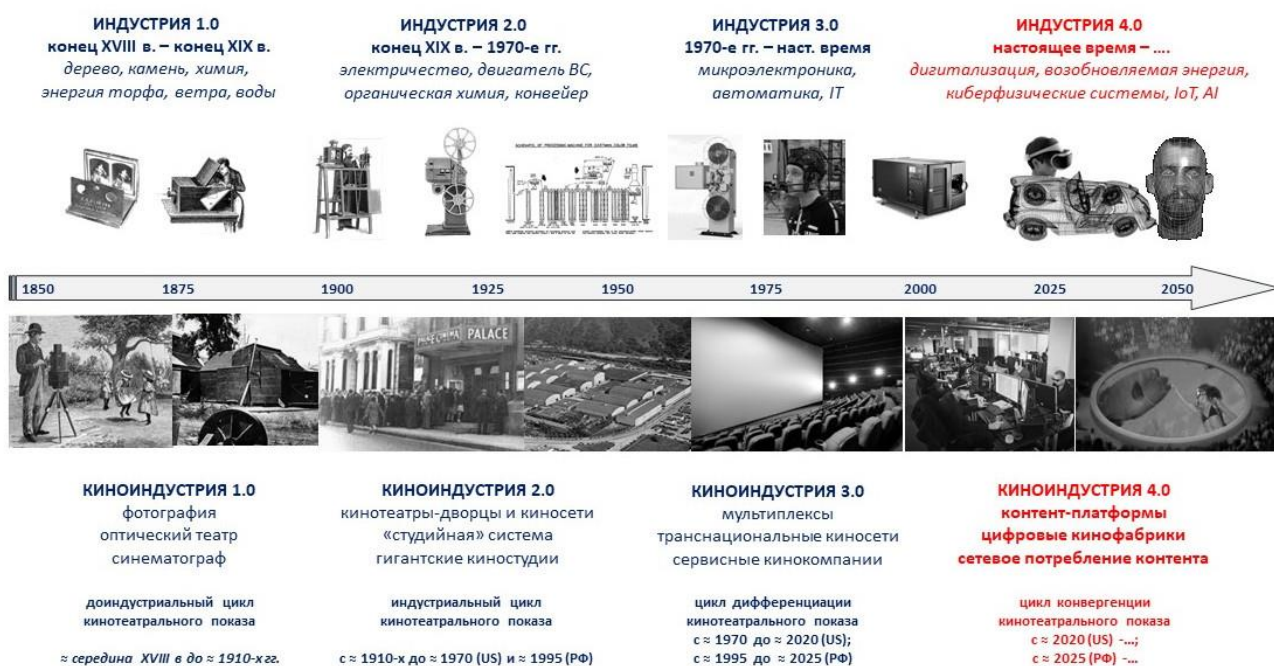 ИНДУСТРИЯ 1.0
конец XVIII в. – конец XIX в.
дерево, камень, химия,
энергия торфа, ветра, воды
ИНДУСТРИЯ 2.0
конец XIX в. – 1970-е гг.
электричество, двигатель ВС,
органическая химия, конвейер
ИНДУСТРИЯ 3.0
1970-е гг. – наст. время
микроэлектроника,
автоматика, IT
ИНДУСТРИЯ 4.0
настоящее время – ....
дигитализация, возобновляемая энергия,
киберфизические системы, IoT, AI
1850 1875 1900 1925 1950 1975 2000 2025 2050
CINEMA PALACE
КИНОИНДУСТРИЯ 1.0
фотография
оптический театр
синематограф
доиндустриальный цикл
кинотеатрального показа
≈ середина XVIII в до ≈ 1910-х гг.
КИНОИНДУСТРИЯ 2.0
кинотеатры-дворцы и киносети
«студийная» система
гигантские киностудии
индустриальный цикл
кинотеатрального показа
с ≈ 1910-х до ≈ 1970 (US) и ≈ 1995 (РФ)
КИНОИНДУСТРИЯ 3.0
мультиплексы
транснациональные киносети
сервисные кинокомпании
цикл дифференциации
кинотеатрального показа
с ≈ 1970 до ≈ 2020 (US);
с ≈ 1995 до ≈ 2025 (РФ)
КИНОИНДУСТРИЯ 4.0
контент-платформы
цифровые кинофабрики
сетевое потребление контента
цикл конвергенции
кинотеатрального показа
с ≈ 2020 (US) -...;
с ≈ 2025 (РФ) -...